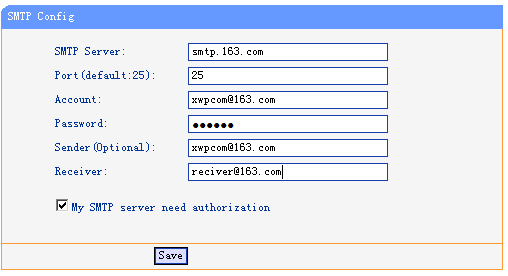 SMTP Config
SMTP Server: smtp.163.com
Port(default:25): 25
Account: xwpcom@163.com
Password: ●●●●●●
Sender(Optional): xwpcom@163.com
Receiver: reciver@163.com
My SMTP server need authorization
Save